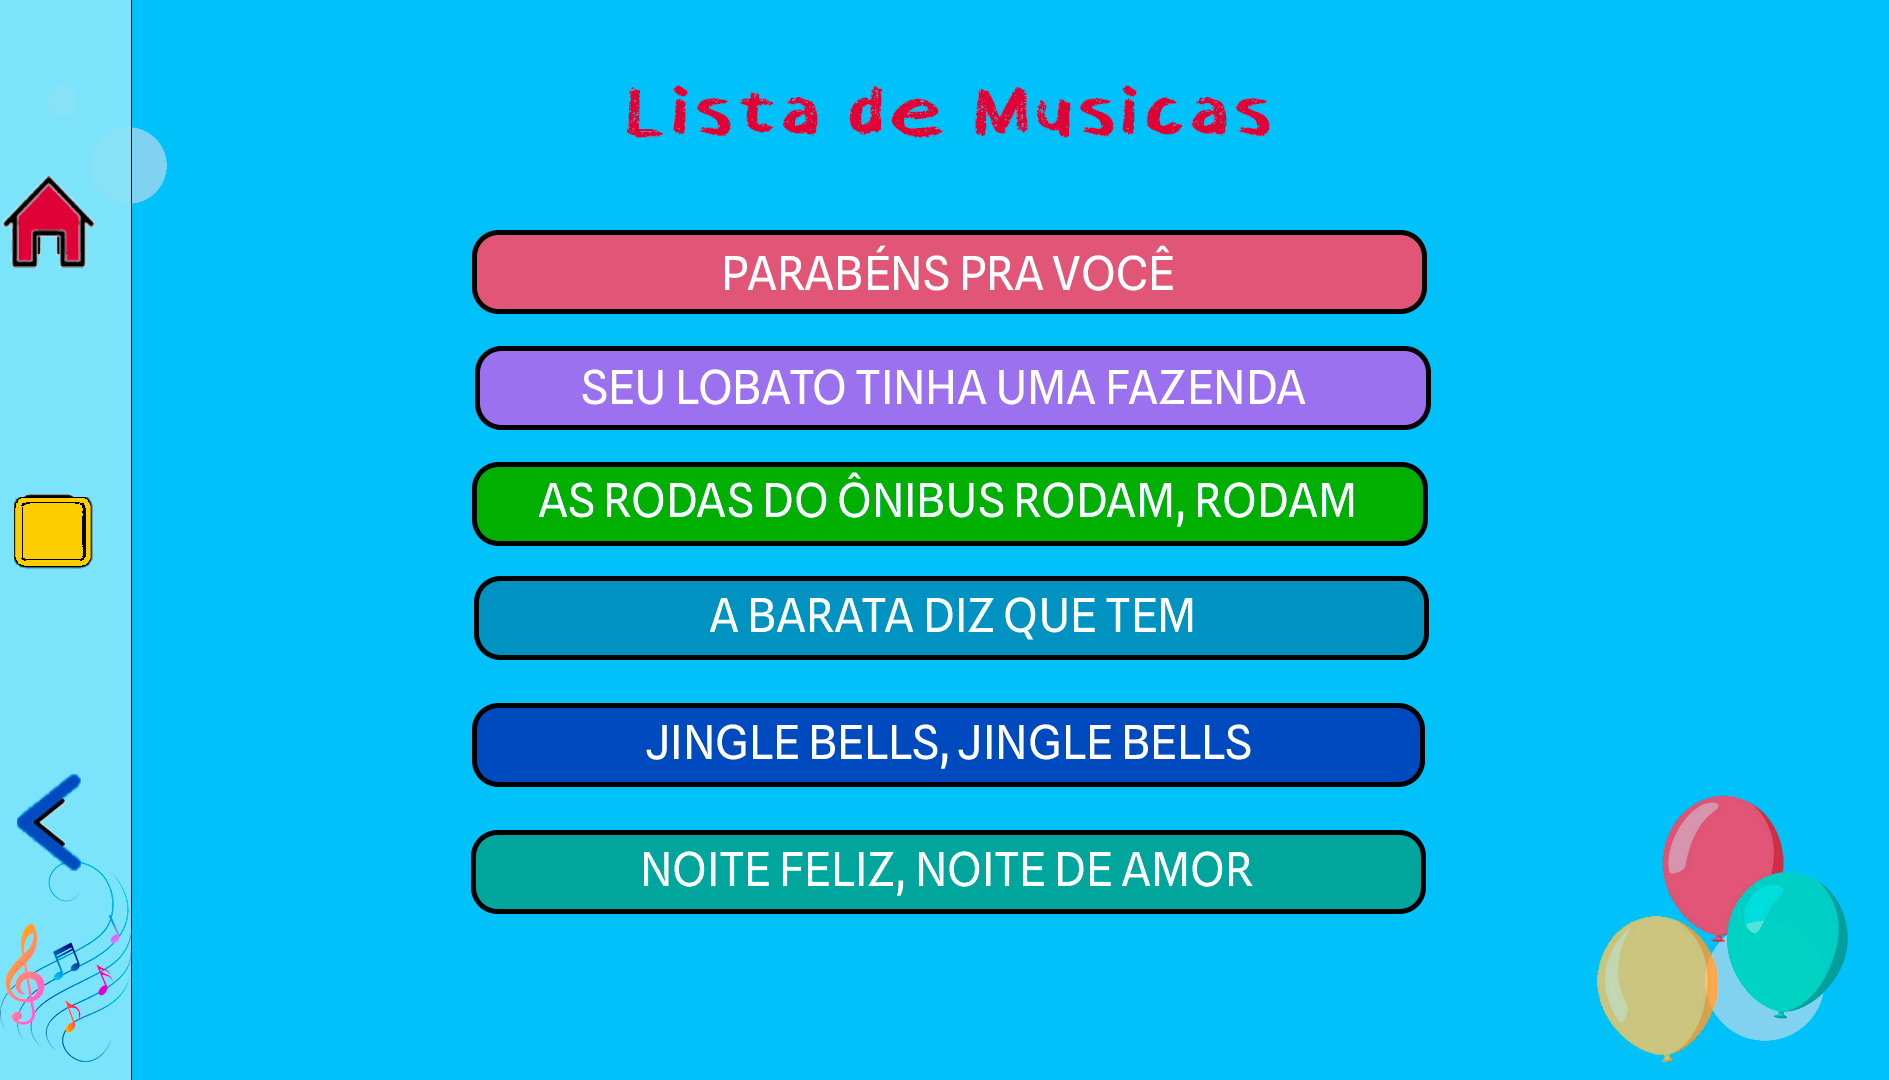 Lista de Musicas
PARABÉNS PRA VOCÊ
SEU LOBATO TINHA UMA FAZENDA
AS RODAS DO ÔNIBUS RODAM, RODAM
A BARATA DIZ QUE TEM
JINGLE BELLS, JINGLE BELLS
NOITE FELIZ, NOITE DE AMOR